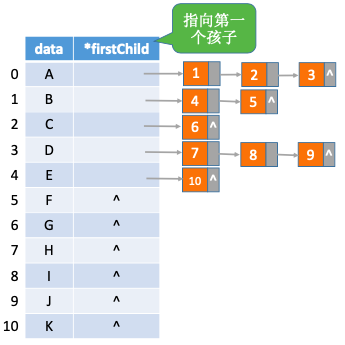 指向第一
个孩子
data *firstChild
0 A 1 2 3 ^
1 B 4 5 ^
2 C 6 ^
3 D 7 8 9 ^
4 E 10 ^
5 F ^
6 G ^
7 H ^
8 I ^
9 J ^
10 K ^